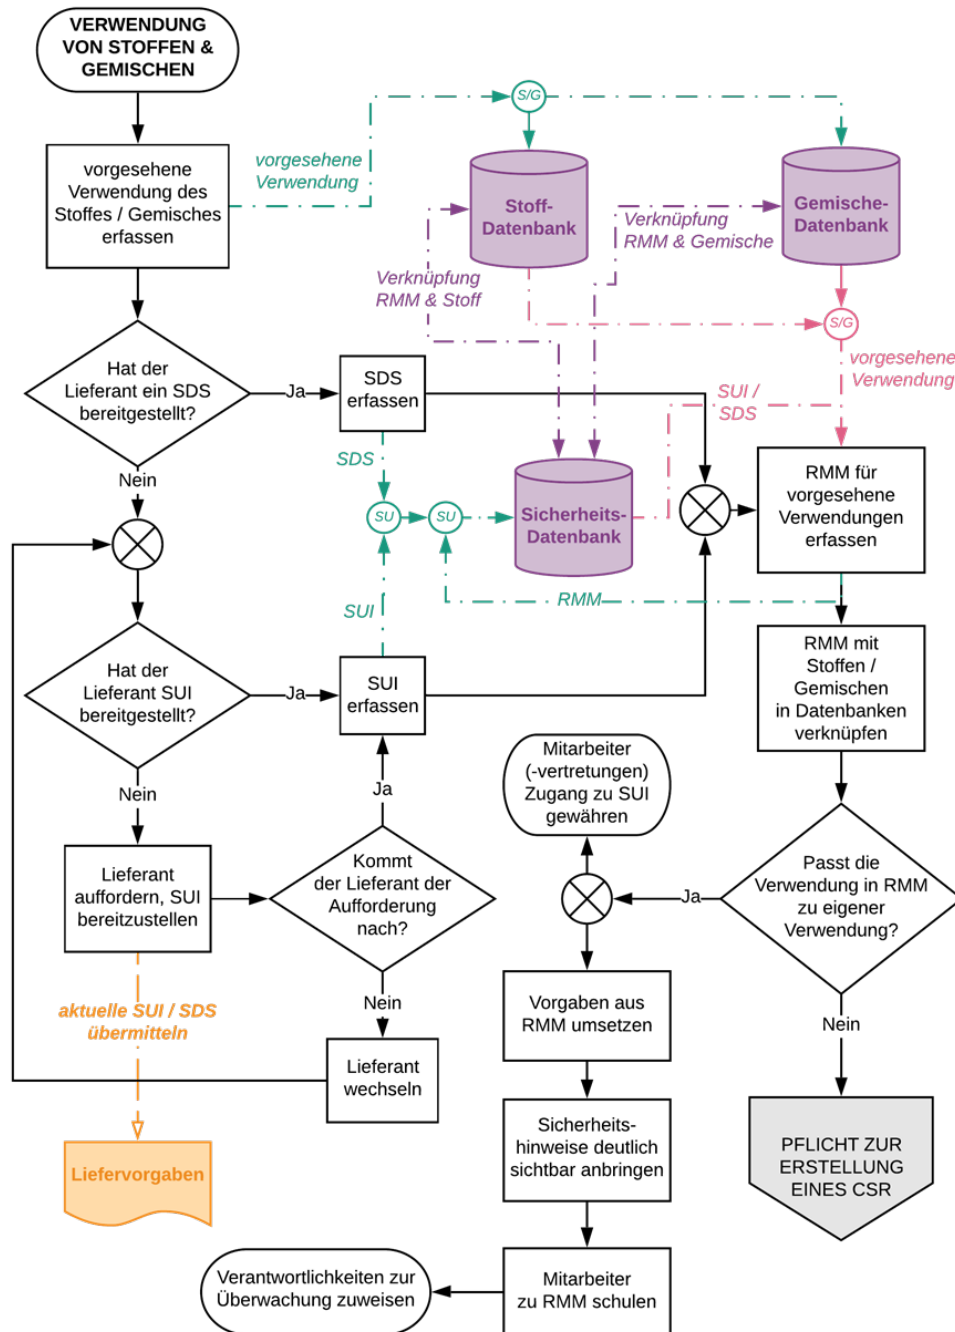 VERWENDUNG
VON STOFFEN &
GEMISCHEN
S/G
vorgesehene
Verwendung des
Stoffes / Gemisches
erfassen
vorgesehene
Verwendung
Stoff-
Datenbank
Gemische-
Datenbank
Verknüpfung
RMM & Gemische
Verknüpfung
RMM & Stoff
S/G
vorgesehene
Verwendung
Hat der
Lieferant ein SDS
bereitgestellt?
Ja
SDS
erfassen
SUI /
SDS
Nein
SDS
SU
SU
Sicherheits-
Datenbank
RMM für
vorgesehene
Verwendungen
erfassen
SUI
RMM
Hat der
Lieferant SUI
bereitgestellt?
Ja
SUI
erfassen
RMM mit
Stoffen /
Gemischen
in Datenbanken
verknüpfen
Nein
Ja
Mitarbeiter
(-vertretungen)
Zugang zu SUI
gewähren
Lieferant
auffordern, SUI
bereitzustellen
Kommt
der Lieferant der
Aufforderung
nach?
Ja
Passt die
Verwendung in RMM
zu eigener
Verwendung?
aktuelle SUI / SDS
übermitteln
Nein
Vorgaben aus
RMM umsetzen
Nein
Lieferant
wechseln
Sicherheits-
hinweise deutlich
sichtbar anbringen
PFLICHT ZUR
ERSTELLUNG
EINES CSR
Liefervorgaben
Verantwortlichkeiten zur
Überwachung zuweisen
Mitarbeiter
zu RMM schulen